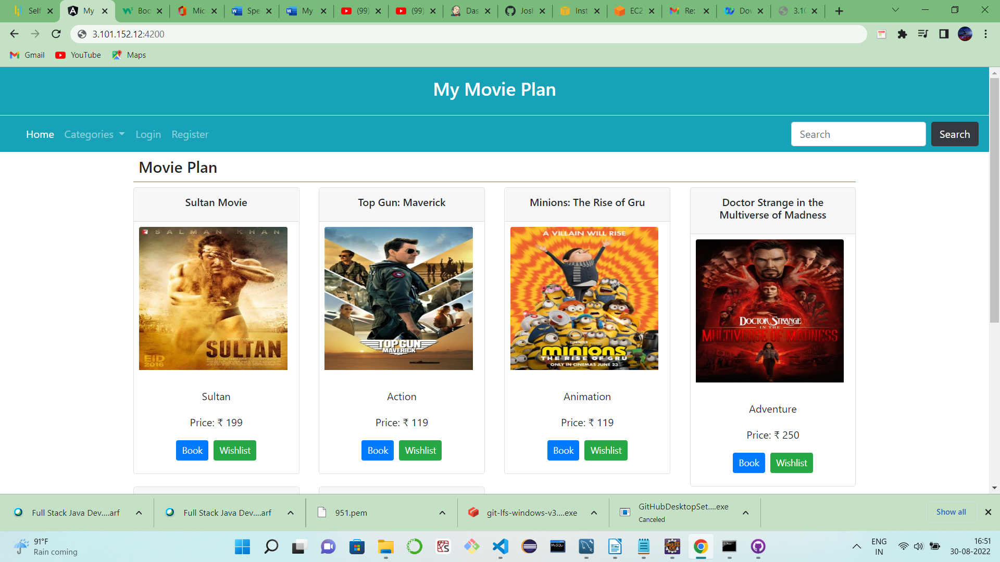 Self
My
Boo
Mic
Spe
My
(99)
(99)
Das
Josh
Inst
EC2
Re:
Dov
3.10
3.101.152.12:4200
Gmail
YouTube
Maps
My Movie Plan
Home
Categories
Login
Register
Search
Search
Movie Plan
Sultan Movie
Top Gun: Maverick
Minions: The Rise of Gru
Doctor Strange in the
Multiverse of Madness
SALMAN KHAN
SULTAN
EID
2016
TOPGUN
MAVERICK
A VILLAIN WILL RISE
minions
THE RISE OF GRU
ONLY IN CINEMAS JUNE 23
DOCTOR STRANGE
IN THE
MULTIVERSE OF MADNESS
Sultan
Price: ₹ 199
Book
Wishlist
Action
Price: ₹ 119
Book
Wishlist
Animation
Price: ₹ 119
Book
Wishlist
Adventure
Price: ₹ 250
Book
Wishlist
Full Stack Java Dev....arf
Full Stack Java Dev....arf
951.pem
git-lfs-windows-v3....exe
GitHubDesktopSet....exe
Canceled
Show all
91°F
Rain coming
MySQL
Java EE
IDE
ENG
IN
16:51
30-08-2022